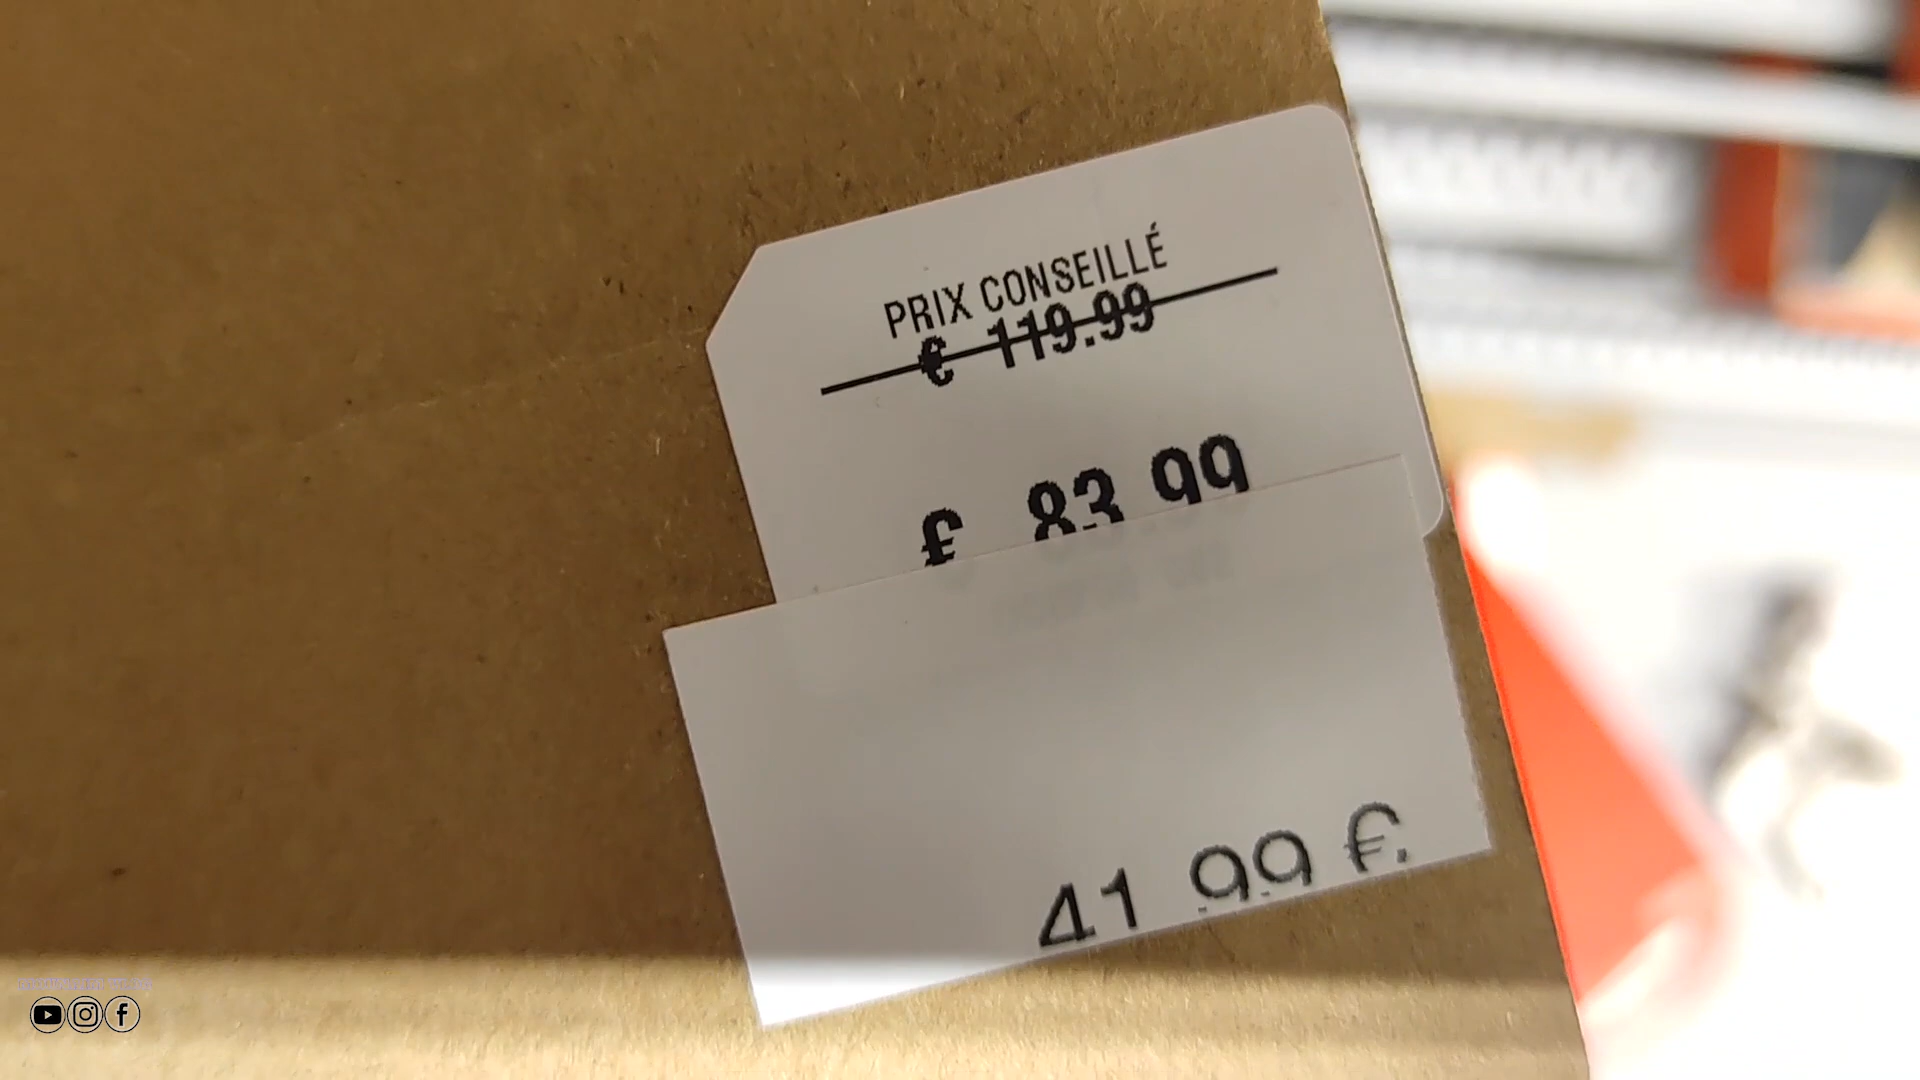 PRIX CONSEILLÉ
€ 119.99
€ 83.99
41.99 €.